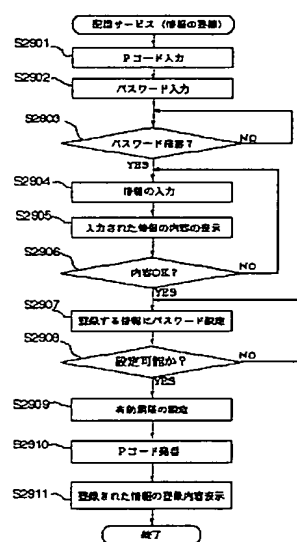 配信サービス（情報の登録）
S2901
Pコード入力
S2902
パスワード入力
S2903
パスワード確認？
NO
YES
S2904
情報の入力
S2905
入力された情報の内容の表示
S2906
内容OK？
NO
YES
S2907
登録する情報にパスワード設定
S2908
設定可能か？
NO
YES
S2909
有効期限の設定
S2910
Pコード発番
S2911
登録された情報の登録内容表示
終了